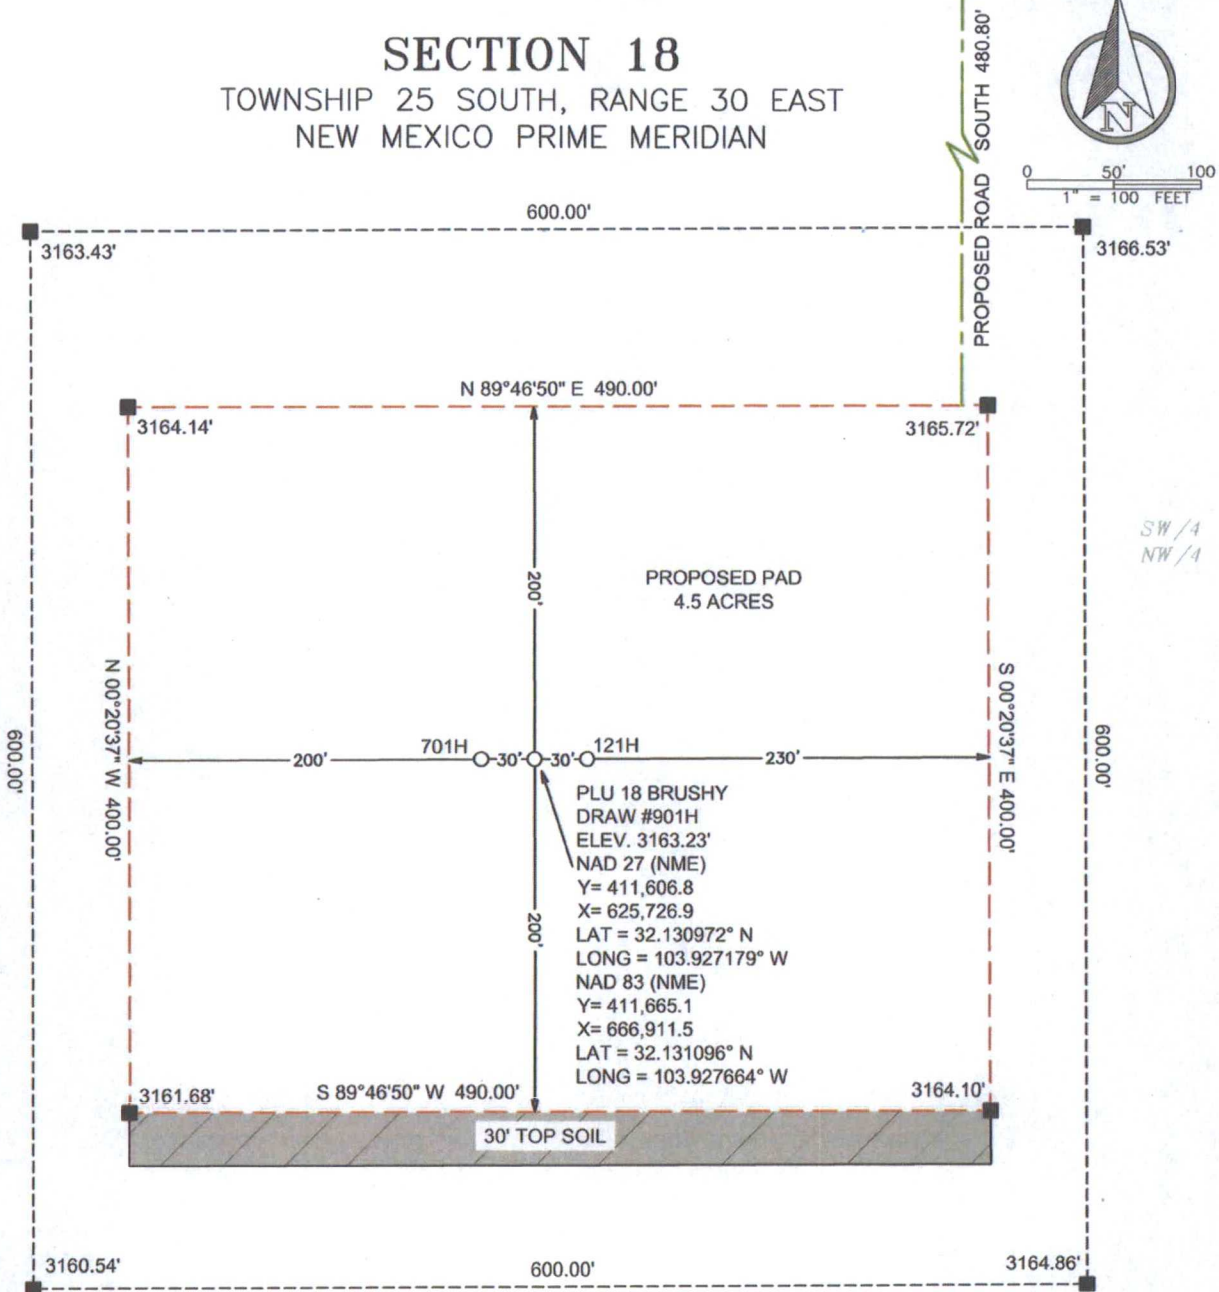 SECTION 18
TOWNSHIP 25 SOUTH, RANGE 30 EAST
NEW MEXICO PRIME MERIDIAN
PROPOSED ROAD SOUTH 480.80'
N
0 50' 100
1" = 100 FEET
600.00'
3163.43'
3166.53'
N 89°46'50" E 490.00'
3164.14'
3165.72'
SW/4
NW/4
200'
PROPOSED PAD
4.5 ACRES
N 00°20'37" W 400.00'
S 00°20'37" E 400.00'
600.00'
600.00'
200'
701H
30'
30'
121H
230'
PLU 18 BRUSHY
DRAW #901H
ELEV. 3163.23'
NAD 27 (NME)
Y= 411,606.8
X= 625,726.9
LAT = 32.130972° N
LONG = 103.927179° W
NAD 83 (NME)
Y= 411,665.1
X= 666,911.5
LAT = 32.131096° N
LONG = 103.927664° W
200'
3161.68'
S 89°46'50" W 490.00'
3164.10'
30' TOP SOIL
3160.54'
600.00'
3164.86'